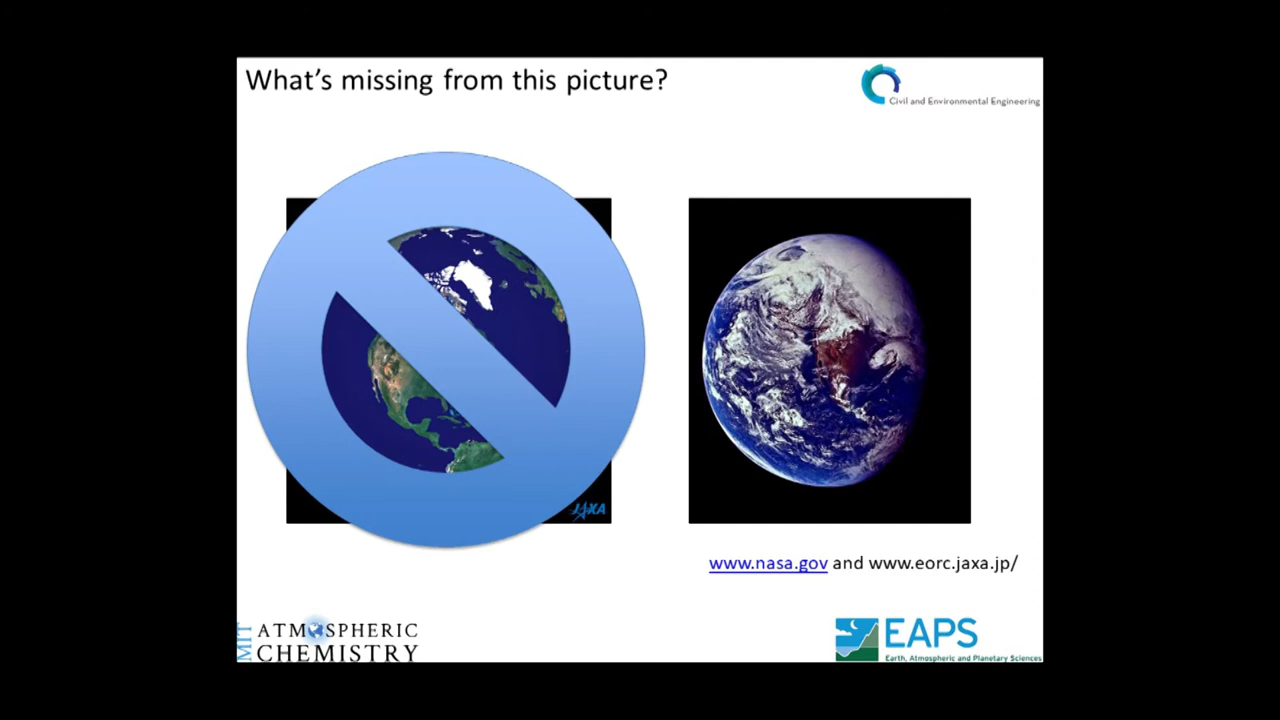 What's missing from this picture?
Civil and Environmental Engineering
JAXA
www.nasa.gov and www.eorc.jaxa.jp/
MIT ATMOSPHERIC CHEMISTRY
EAPS
Earth, Atmospheric and Planetary Sciences